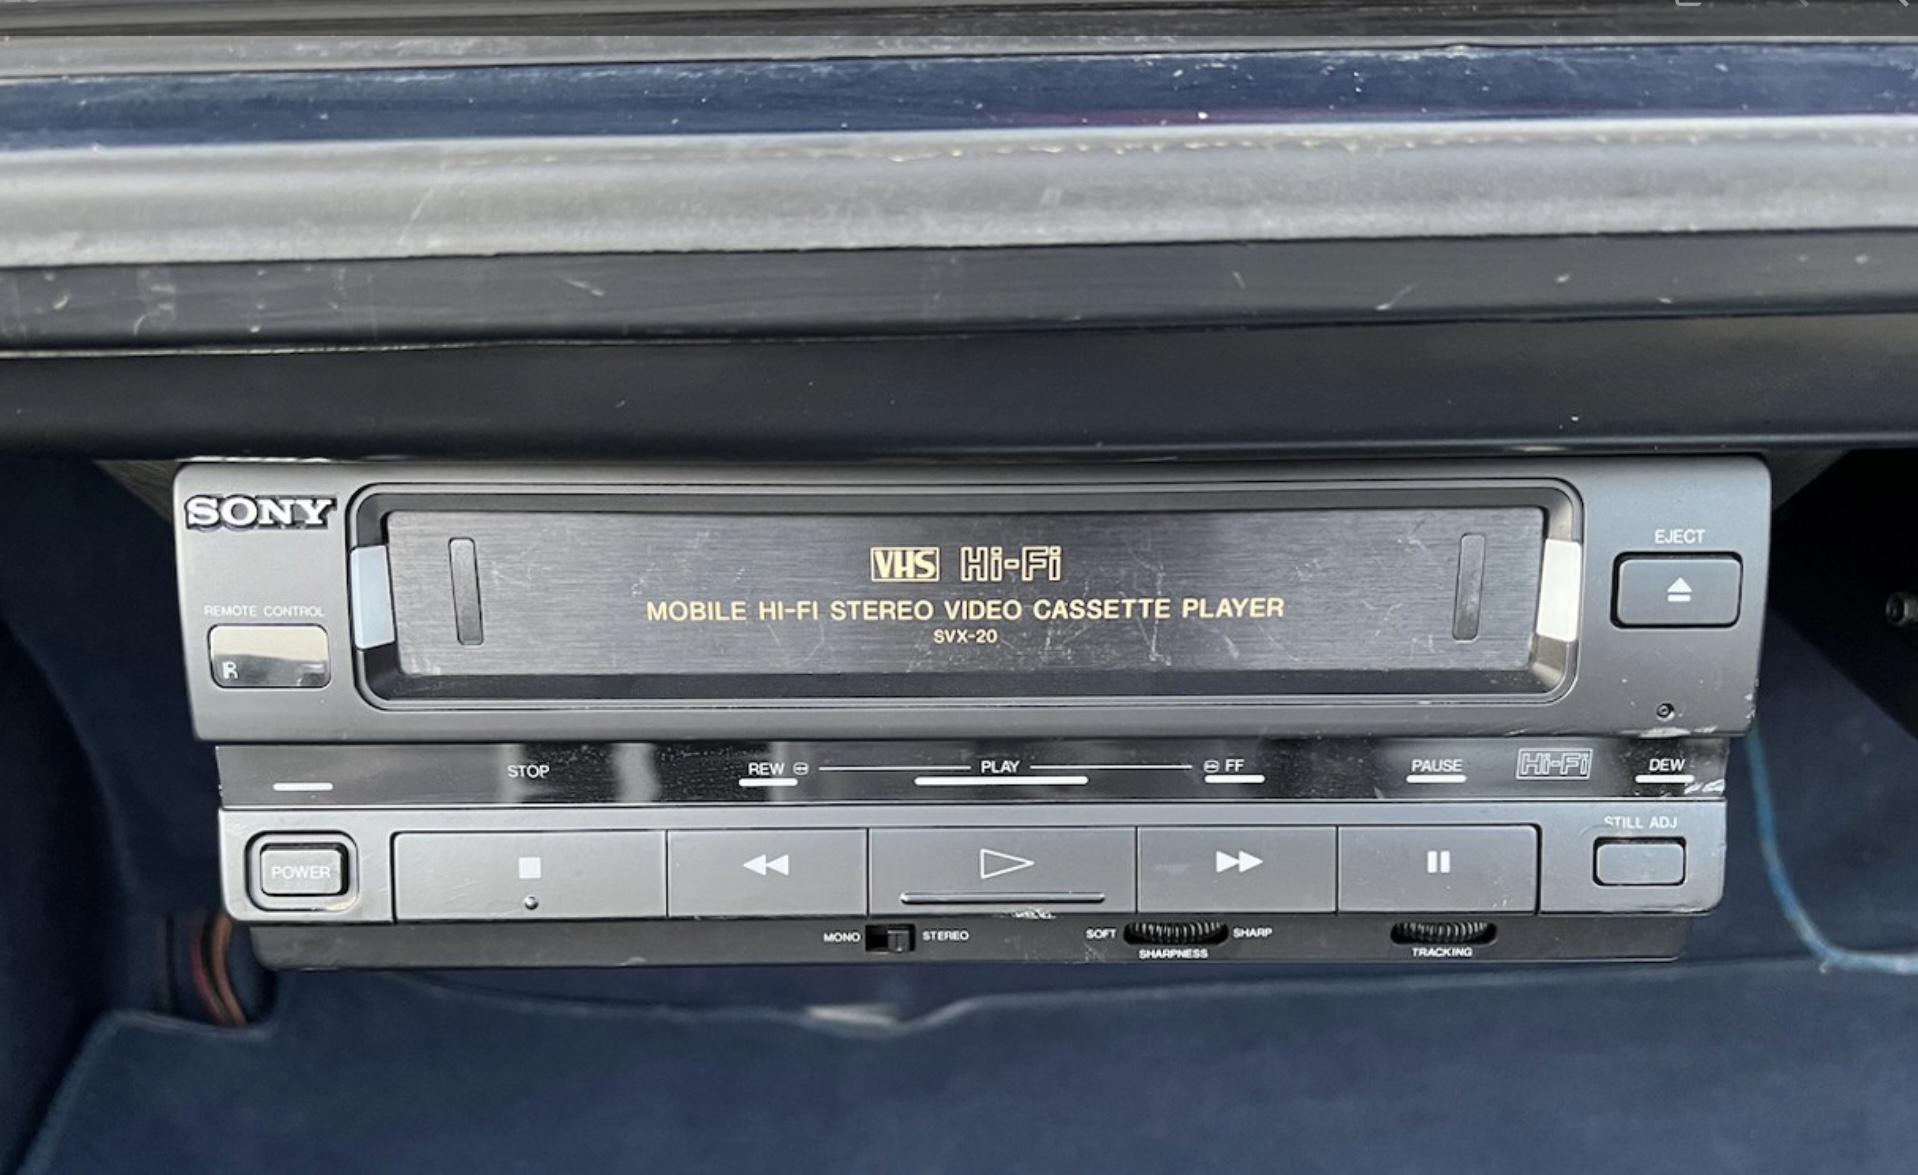 SONY
EJECT
VHS Hi-Fi
MOBILE HI-FI STEREO VIDEO CASSETTE PLAYER
SVX-20
REMOTE CONTROL
R
STOP
REW
PLAY
FF
PAUSE
Hi-Fi
DEW
STILL ADJ
POWER
MONO
STEREO
SOFT
SHARP
SHARPNESS
TRACKING